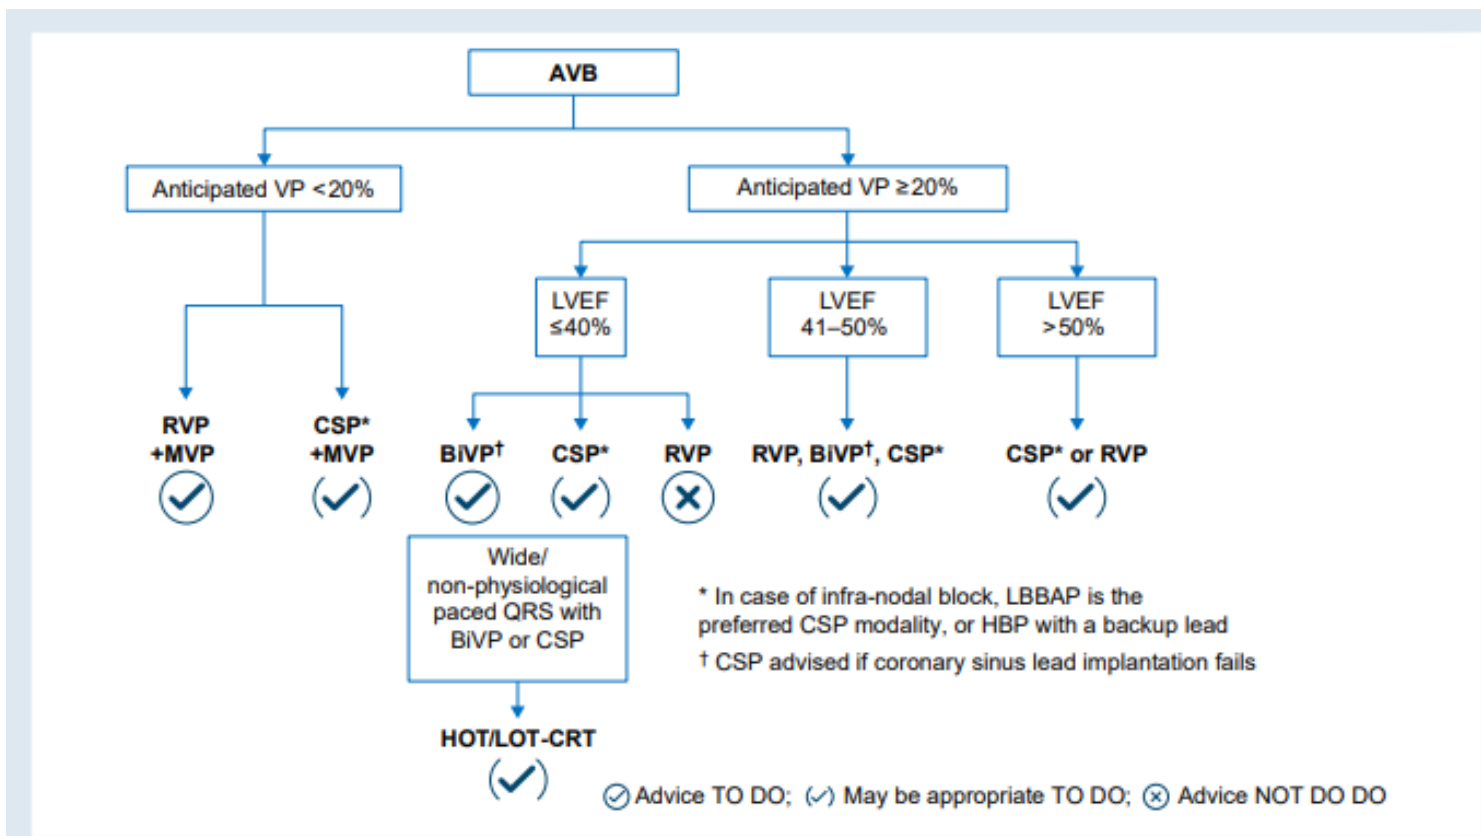 AVB
Anticipated VP <20%
Anticipated VP ≥20%
LVEF
≤40%
LVEF
41–50%
LVEF
>50%
RVP
+MVP
CSP*
+MVP
BiVP†
CSP*
RVP
RVP, BiVP†, CSP*
CSP* or RVP
Wide/
non-physiological
paced QRS with
BiVP or CSP
* In case of infra-nodal block, LBBAP is the
preferred CSP modality, or HBP with a backup lead
† CSP advised if coronary sinus lead implantation fails
HOT/LOT-CRT
Advice TO DO; (✓) May be appropriate TO DO; Advice NOT DO DO